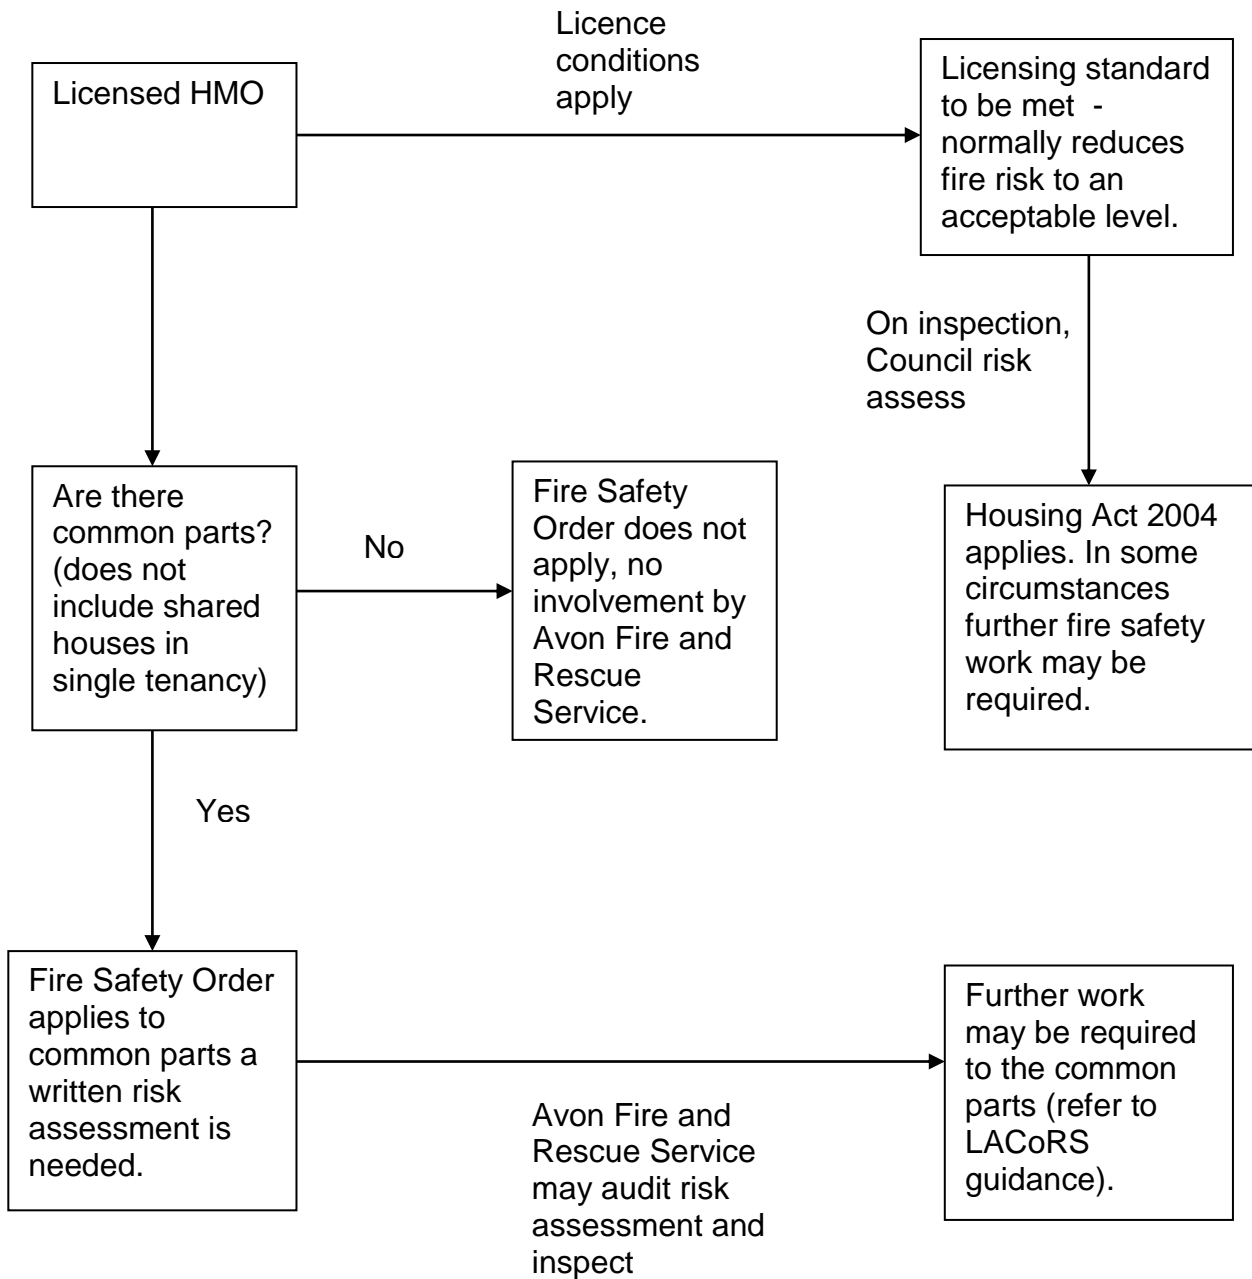 Licence
conditions
apply
Licensed HMO
Licensing standard
to be met  -
normally reduces
fire risk to an
acceptable level.
On inspection,
Council risk
assess
Are there
common parts?
(does not
include shared
houses in
single tenancy)
No
Fire Safety
Order does not
apply, no
involvement by
Avon Fire and
Rescue
Service.
Housing Act 2004
applies. In some
circumstances
further fire safety
work may be
required.
Yes
Fire Safety Order
applies to
common parts a
written risk
assessment is
needed.
Avon Fire and
Rescue Service
may audit risk
assessment and
inspect
Further work
may be required
to the common
parts (refer to
LACoRS
guidance).